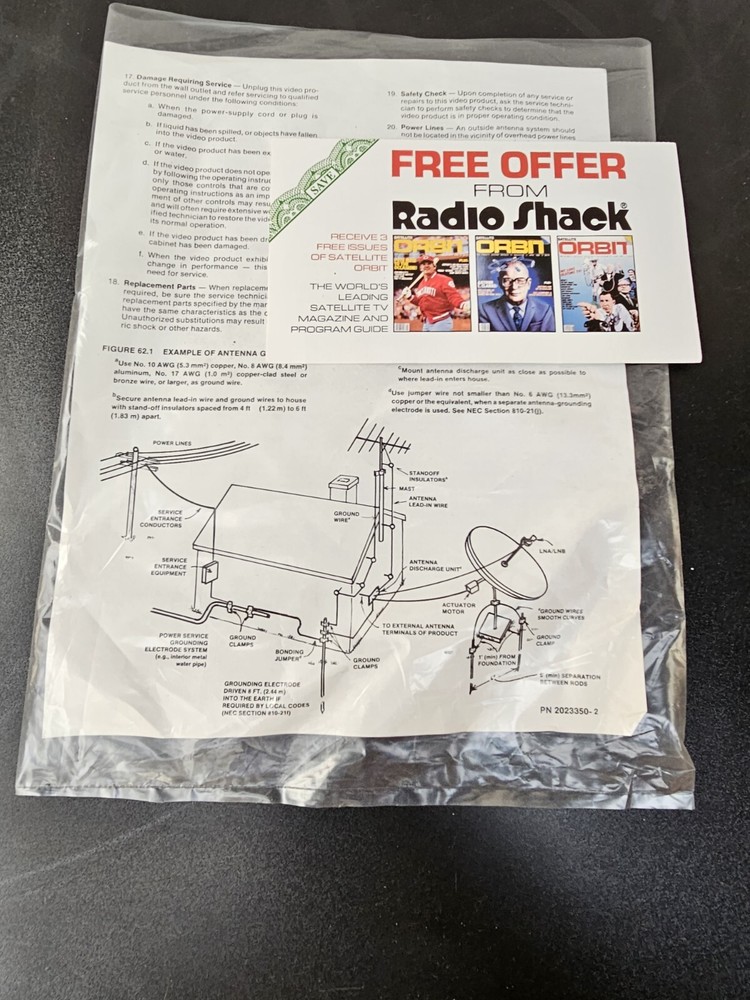 17. Damage Requiring Service — Unplug this video pro-
duct from the wall outlet and refer servicing to qualified
service personnel under the following conditions:
a. When the power-supply cord or plug is
damaged.
b. If liquid has been spilled, or objects have fallen
into the video product.
c. If the video product has been ex
or water.
d. If the video product does not ope
by following the operating instruc
only those controls that are co
operating instructions as an imp
ment of other controls may resu
and will often require extensive w
ified technician to restore the vid
its normal operation.
e. If the video product has been dr
cabinet has been damaged.
f. When the video product exhibi
change in performance — this
need for service.
18. Replacement Parts — When replaceme
required, be sure the service technici
replacement parts specified by the mar
have the same characteristics as the o
Unauthorized substitutions may result
ric shock or other hazards.
19. Safety Check — Upon completion of any service or
repairs to this video product, ask the service techni-
cian to perform safety checks to determine that the
video product is in proper operating condition.
20. Power Lines — An outside antenna system should
not be located in the vicinity of overhead power lines
SAVE
FREE OFFER
FROM
Radio Shack®
RECEIVE 3
FREE ISSUES
OF SATELLITE
ORBIT
THE WORLD'S
LEADING
SATELLITE TV
MAGAZINE AND
PROGRAM GUIDE
ORBIT
ORBIT
ORBIT
FIGURE 62.1 EXAMPLE OF ANTENNA G
a Use No. 10 AWG (5.3 mm²) copper, No. 8 AWG (8.4 mm²)
aluminum, No. 17 AWG (1.0 m²) copper-clad steel or
bronze wire, or larger, as ground wire.
b Secure antenna lead-in wire and ground wires to house
with stand-off insulators spaced from 4 ft (1.22 m) to 6 ft
(1.83 m) apart.
c Mount antenna discharge unit as close as possible to
where lead-in enters house.
d Use jumper wire not smaller than No. 6 AWG (13.3mm²)
copper or the equivalent, when a separate antenna-grounding
electrode is used. See NEC Section 810-21(j).
POWER LINES
STANDOFF
INSULATORS
MAST
ANTENNA
LEAD-IN WIRE
GROUND
WIRE
SERVICE
ENTRANCE
CONDUCTORS
SERVICE
ENTRANCE
EQUIPMENT
LNA/LNB
ANTENNA
DISCHARGE UNIT
ACTUATOR
MOTOR
GROUND WIRES
SMOOTH CURVES
TO EXTERNAL ANTENNA
TERMINALS OF PRODUCT
GROUND
CLAMP
POWER SERVICE
GROUNDING
ELECTRODE SYSTEM
(e.g., interior metal
water pipe)
GROUND
CLAMPS
BONDING
JUMPER
GROUND
CLAMPS
1' (min) FROM
FOUNDATION
5' (min) SEPARATION
BETWEEN RODS
GROUNDING ELECTRODE
DRIVEN 8 FT. (2.44 m)
INTO THE EARTH IF
REQUIRED BY LOCAL CODES
(NEC SECTION 810-31f)
PN 2023350-2